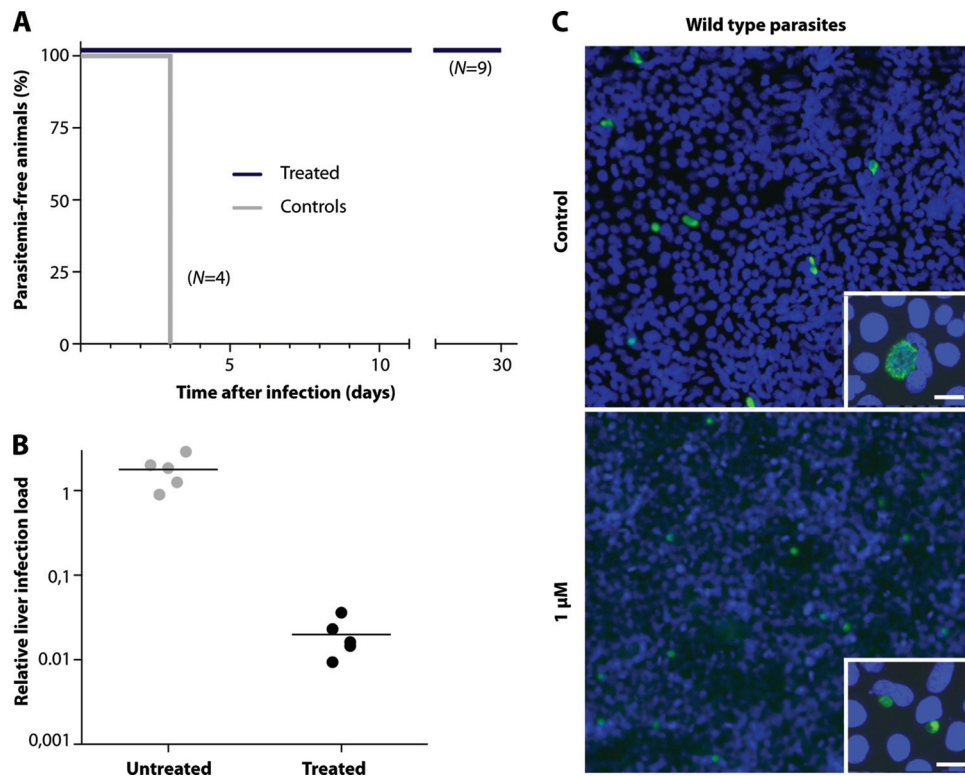 A
Parasitemia-free animals (%)
100
75
50
25
0
(N=9)
Treated
Controls
(N=4)
5
10
30
Time after infection (days)
B
Relative liver infection load
1
0,1
0.01
0,001
Untreated
Treated
C
Wild type parasites
Control
1 µM